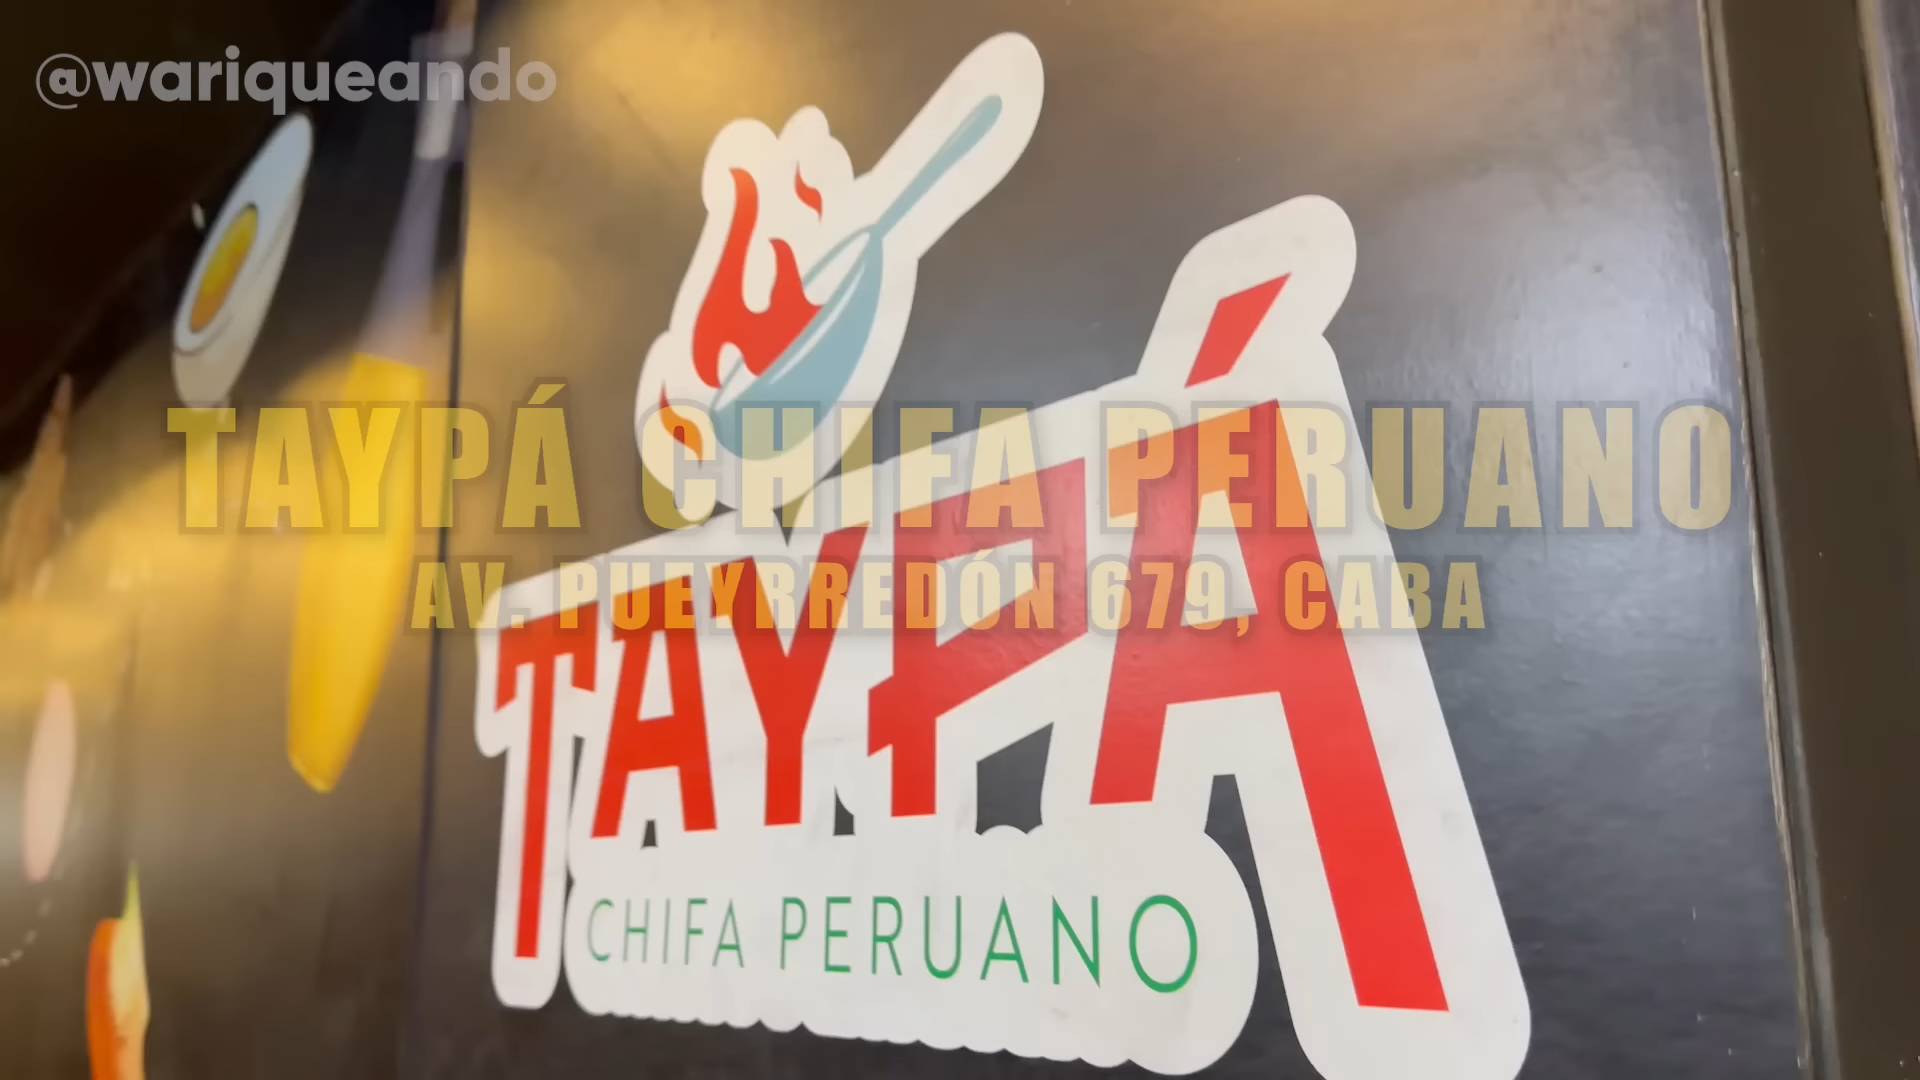 @wariqueando
TAYPÁ CHIFA PERUANO
AV. PUEYRREDÓN 679, CABA
TAYPÁ
CHIFA PERUANO